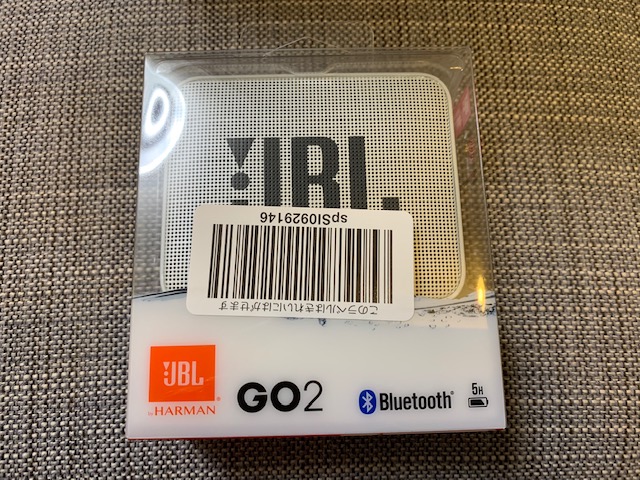 JBL
spSI0929146
このラベルはきれいにはがせます
JBL
by HARMAN
GO2
Bluetooth®
5H